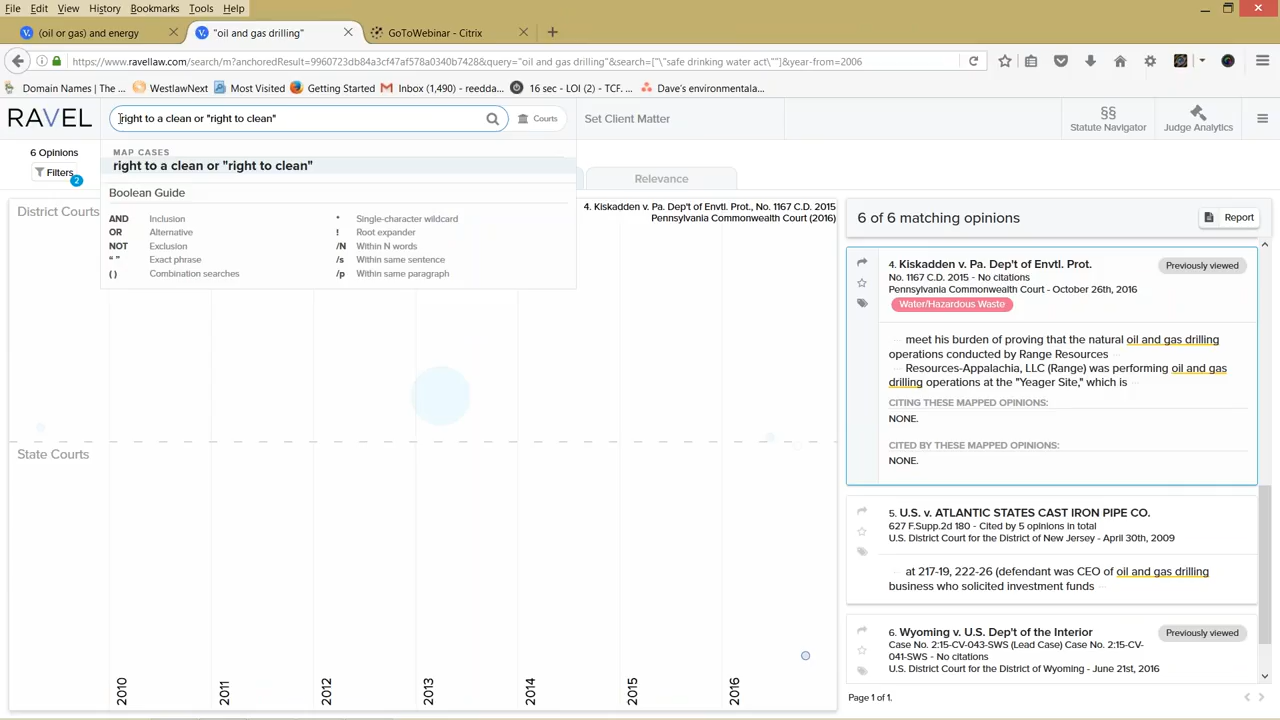 File Edit View History Bookmarks Tools Help
(oil or gas) and energy
"oil and gas drilling"
GoToWebinar - Citrix
https://www.ravellaw.com/search/m?anchoredResult=9960723db84a3cf47af578a0340b7428&query="oil and gas drilling"&search=["\"safe drinking water act\""]&year-from=2006
Domain Names | The ... WestlawNext Most Visited Getting Started Inbox (1,490) - reedda... 16 sec - LOI (2) - TCF. ... Dave's environmenta...
RAVEL
right to a clean or "right to clean"
Courts
Set Client Matter
§§
Statute Navigator
Judge Analytics
6 Opinions
Filters
2
MAP CASES
right to a clean or "right to clean"
Boolean Guide
AND Inclusion * Single-character wildcard
OR Alternative ! Root expander
NOT Exclusion /N Within N words
" " Exact phrase /s Within same sentence
( ) Combination searches /p Within same paragraph
Relevance
District Courts
4. Kiskadden v. Pa. Dep't of Envtl. Prot., No. 1167 C.D. 2015
Pennsylvania Commonwealth Court (2016)
State Courts
2010 2011 2012 2013 2014 2015 2016
6 of 6 matching opinions
Report
4. Kiskadden v. Pa. Dep't of Envtl. Prot.
Previously viewed
No. 1167 C.D. 2015 - No citations
Pennsylvania Commonwealth Court - October 26th, 2016
Water/Hazardous Waste
... meet his burden of proving that the natural oil and gas drilling
operations conducted by Range Resources ...
... Resources-Appalachia, LLC (Range) was performing oil and gas
drilling operations at the "Yeager Site," which is ...
CITING THESE MAPPED OPINIONS:
NONE.
CITED BY THESE MAPPED OPINIONS:
NONE.
5. U.S. v. ATLANTIC STATES CAST IRON PIPE CO.
627 F.Supp.2d 180 - Cited by 5 opinions in total
U.S. District Court for the District of New Jersey - April 30th, 2009
... at 217-19, 222-26 (defendant was CEO of oil and gas drilling
business who solicited investment funds ...
6. Wyoming v. U.S. Dep't of the Interior
Previously viewed
Case No. 2:15-CV-043-SWS (Lead Case) Case No. 2:15-CV-
041-SWS - No citations
U.S. District Court for the District of Wyoming - June 21st, 2016
Page 1 of 1.